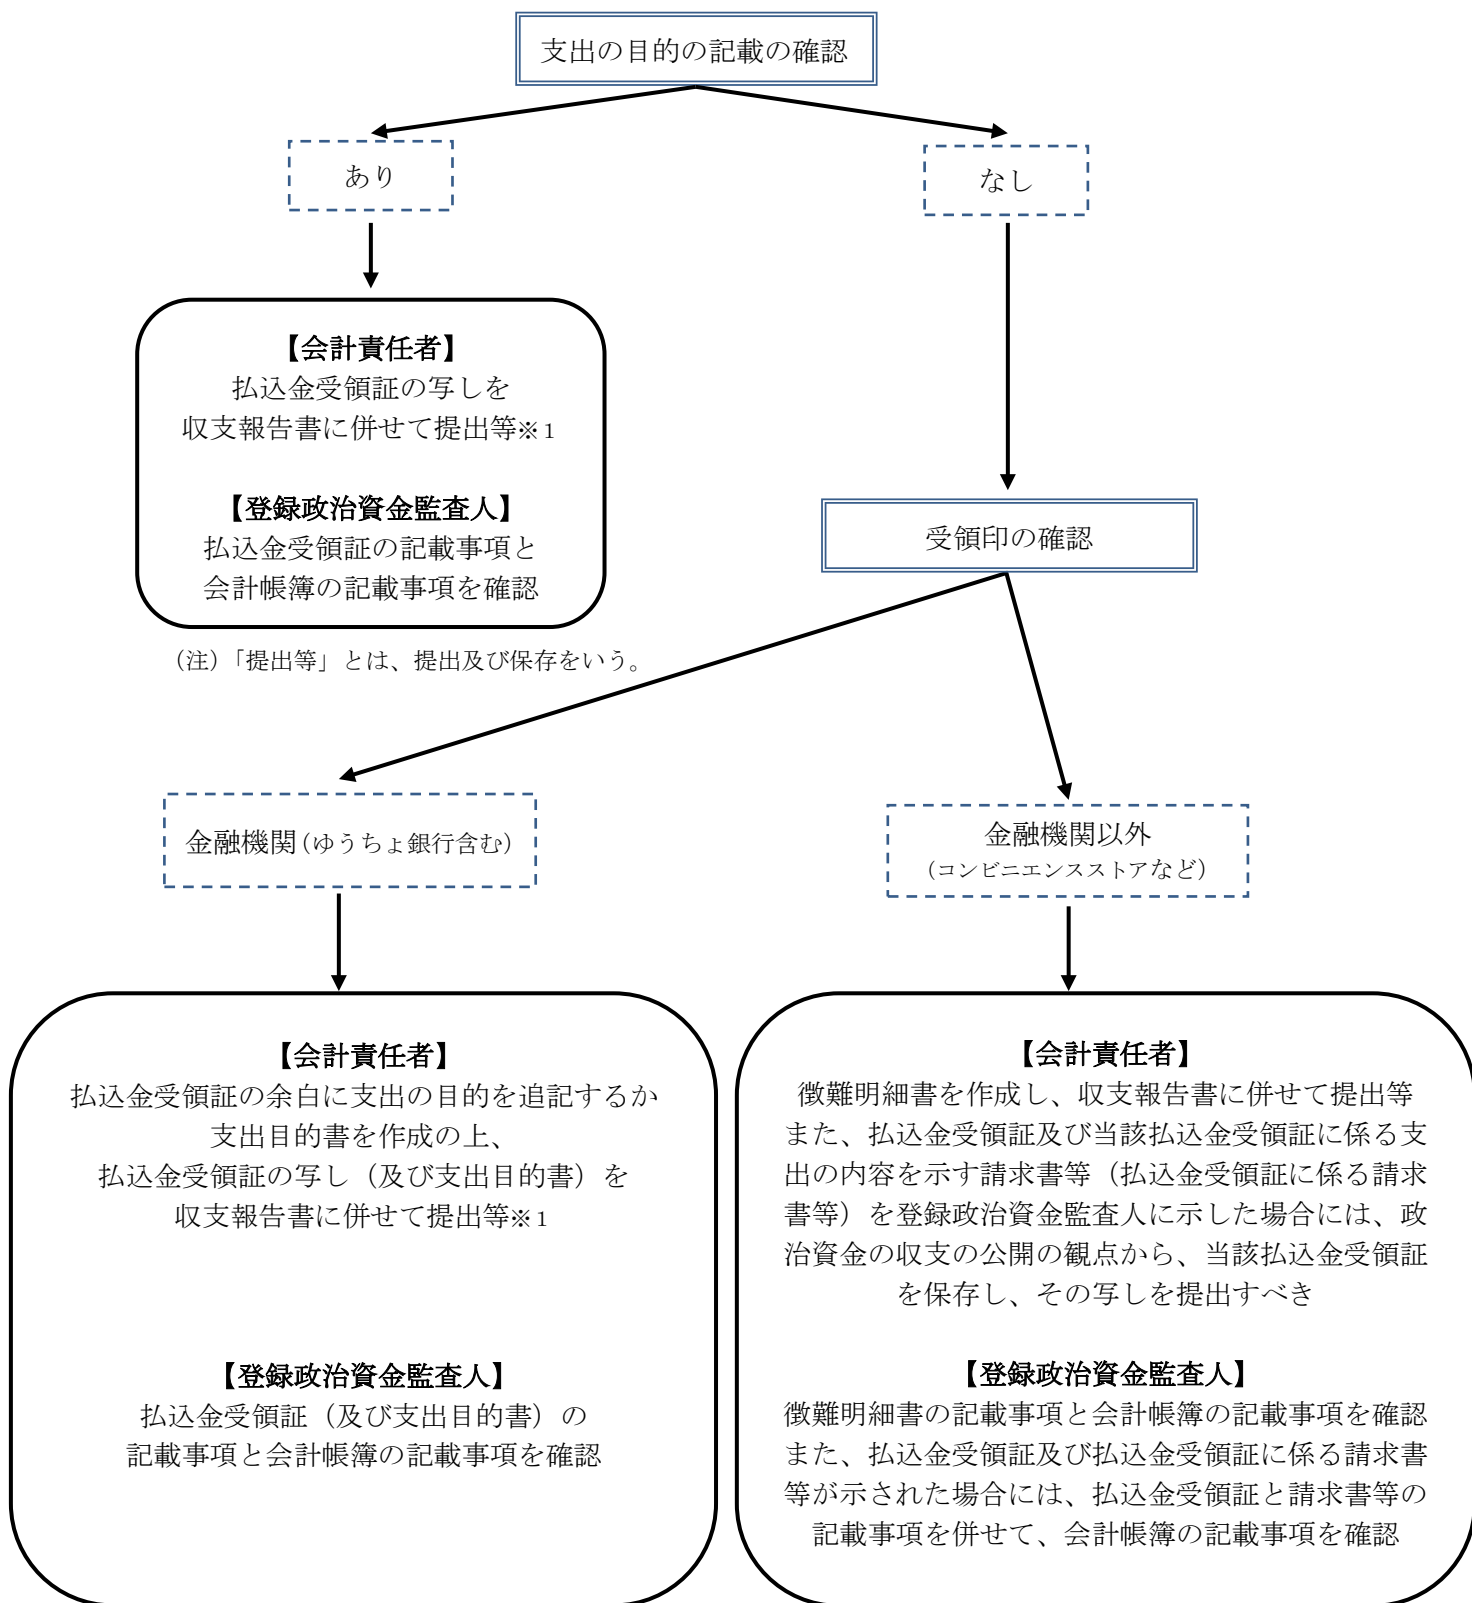 支出の目的の記載の確認
あり
なし
【会計責任者】
払込金受領証の写しを
収支報告書に併せて提出等※1
【登録政治資金監査人】
払込金受領証の記載事項と
会計帳簿の記載事項を確認
(注)「提出等」とは、提出及び保存をいう。
受領印の確認
金融機関(ゆうちょ銀行含む)
金融機関以外
(コンビニエンスストアなど)
【会計責任者】
払込金受領証の余白に支出の目的を追記するか
支出目的書を作成の上、
払込金受領証の写し(及び支出目的書)を
収支報告書に併せて提出等※1
【登録政治資金監査人】
払込金受領証(及び支出目的書)の
記載事項と会計帳簿の記載事項を確認
【会計責任者】
徴難明細書を作成し、収支報告書に併せて提出等
また、払込金受領証及び当該払込金受領証に係る支
出の内容を示す請求書等(払込金受領証に係る請求
書等)を登録政治資金監査人に示した場合には、政
治資金の収支の公開の観点から、当該払込金受領証
を保存し、その写しを提出すべき
【登録政治資金監査人】
徴難明細書の記載事項と会計帳簿の記載事項を確認
また、払込金受領証及び払込金受領証に係る請求書
等が示された場合には、払込金受領証と請求書等の
記載事項を併せて、会計帳簿の記載事項を確認